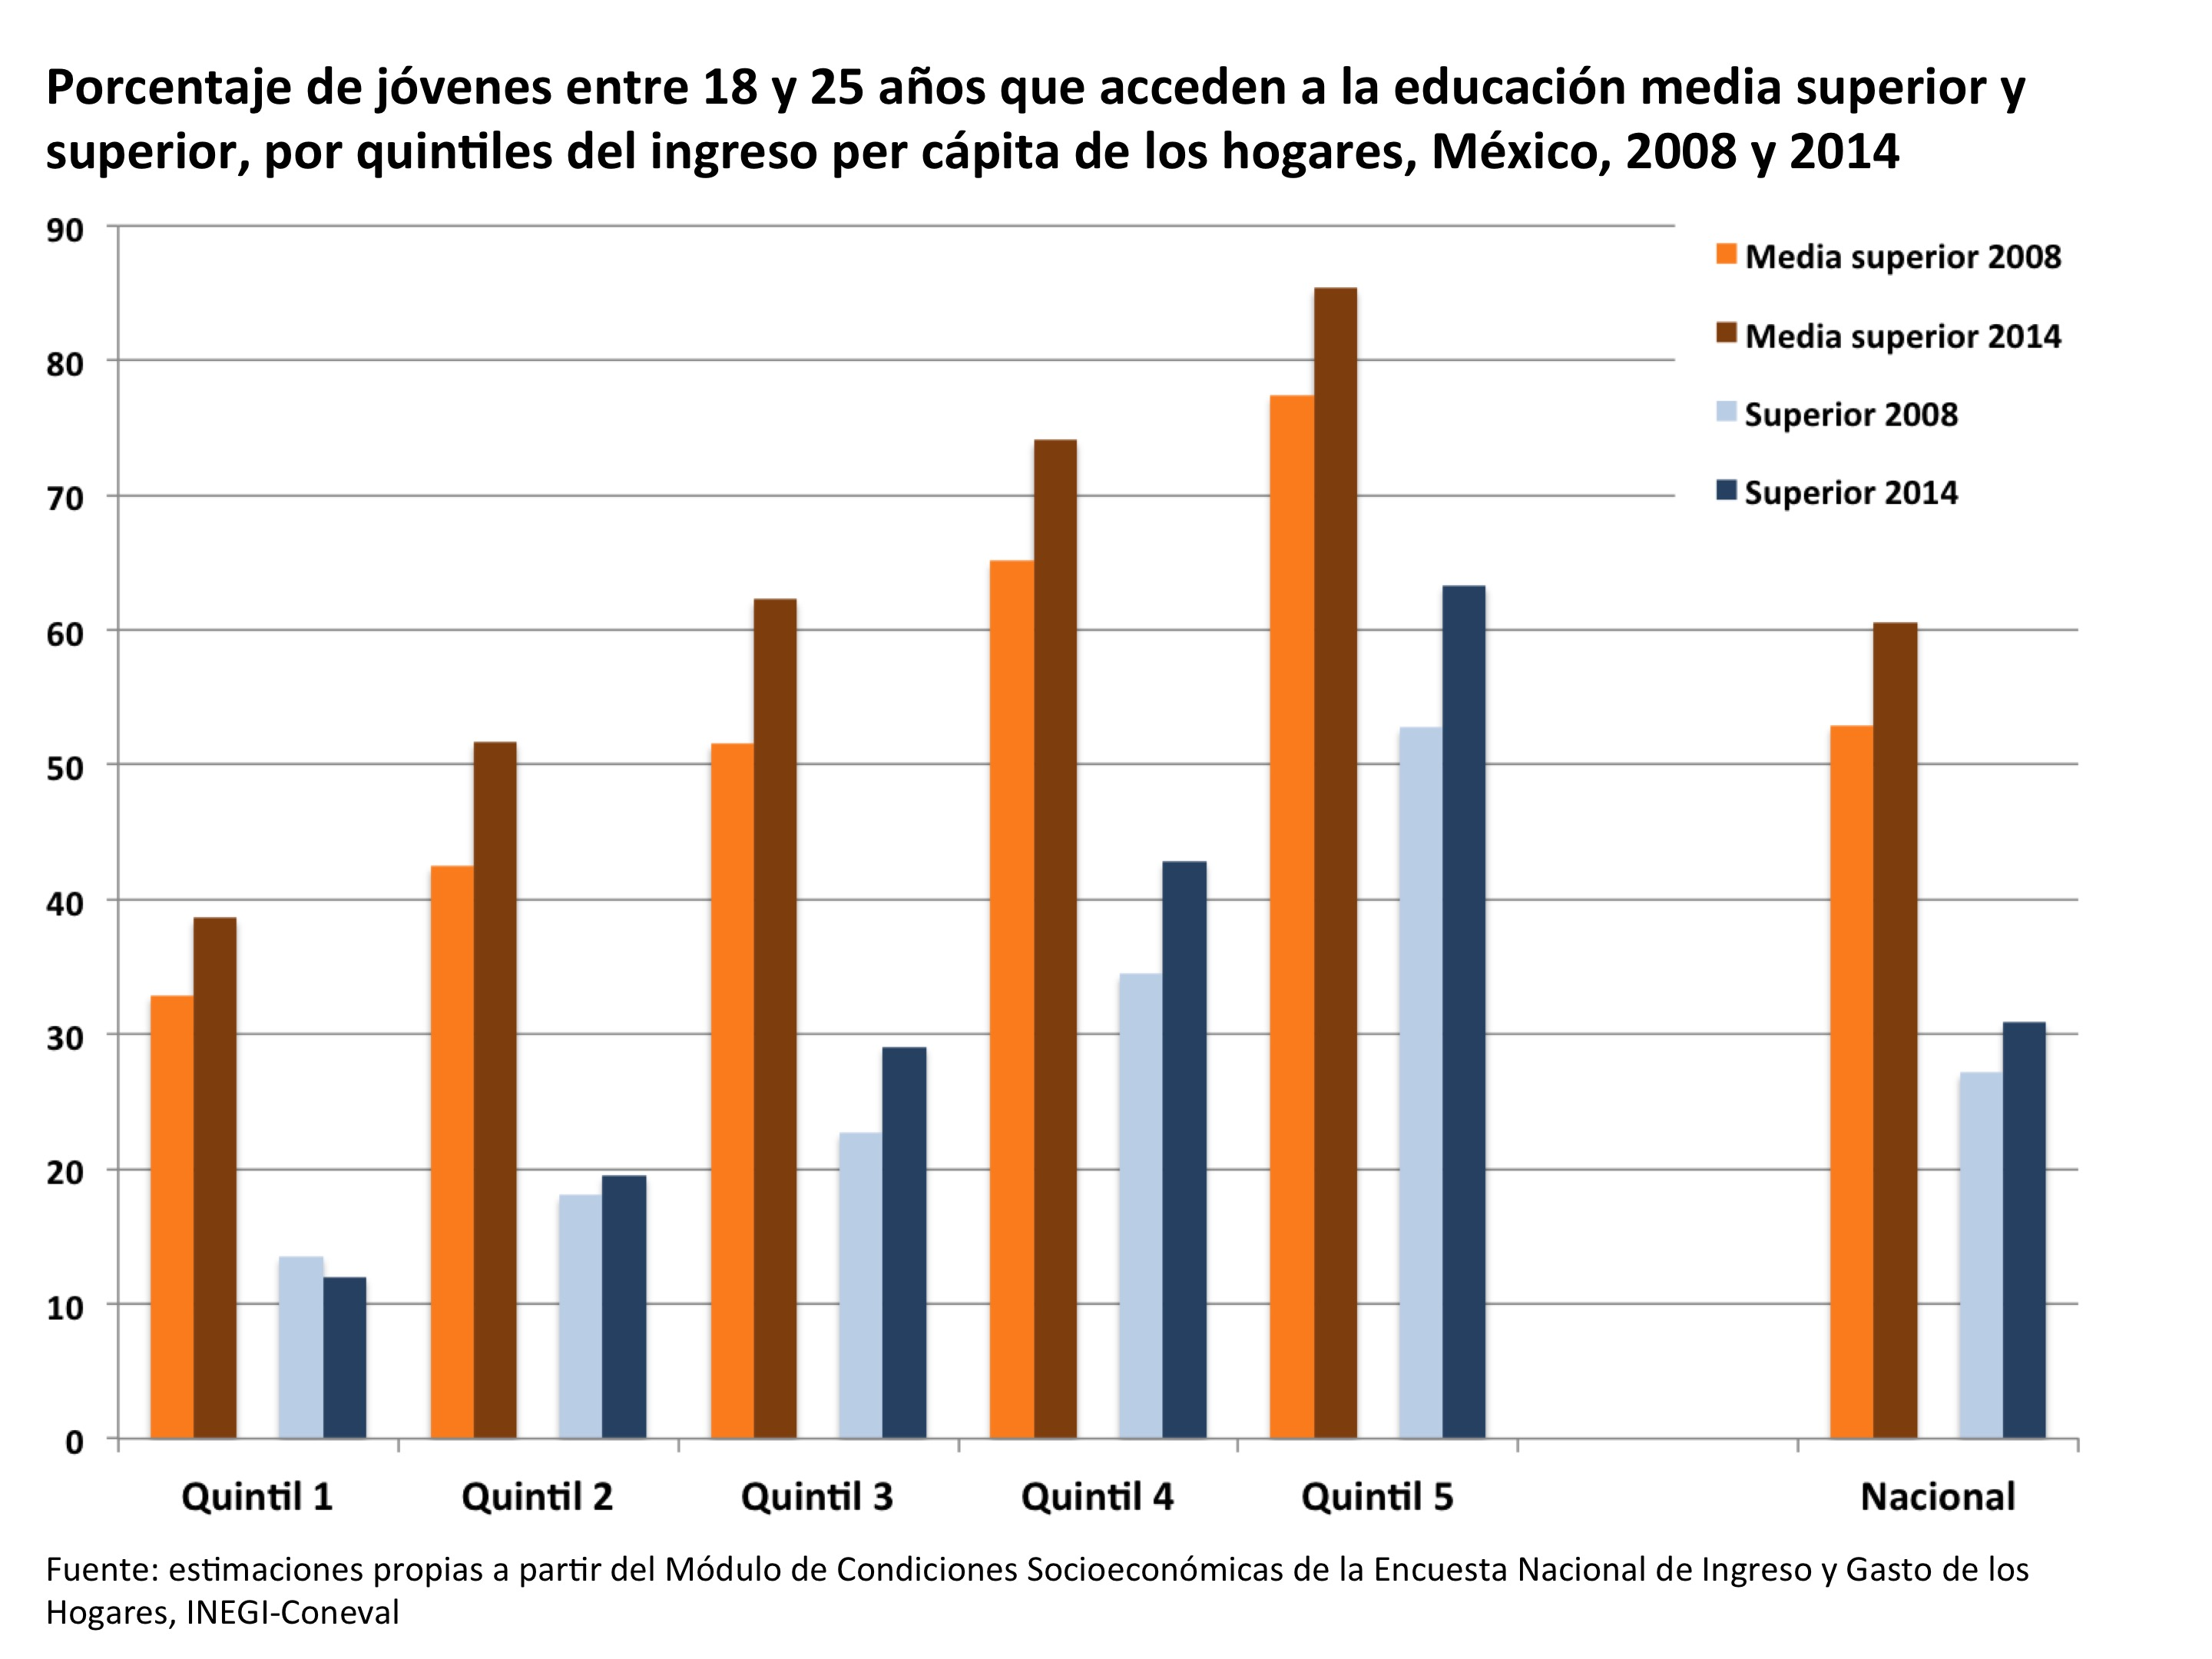 Porcentaje de jóvenes entre 18 y 25 años que acceden a la educación media superior y
superior, por quintiles del ingreso per cápita de los hogares, México, 2008 y 2014
90
80
70
60
50
40
30
20
10
0
Media superior 2008
Media superior 2014
Superior 2008
Superior 2014
Quintil 1
Quintil 2
Quintil 3
Quintil 4
Quintil 5
Nacional
Fuente: estimaciones propias a partir del Módulo de Condiciones Socioeconómicas de la Encuesta Nacional de Ingreso y Gasto de los
Hogares, INEGI-Coneval